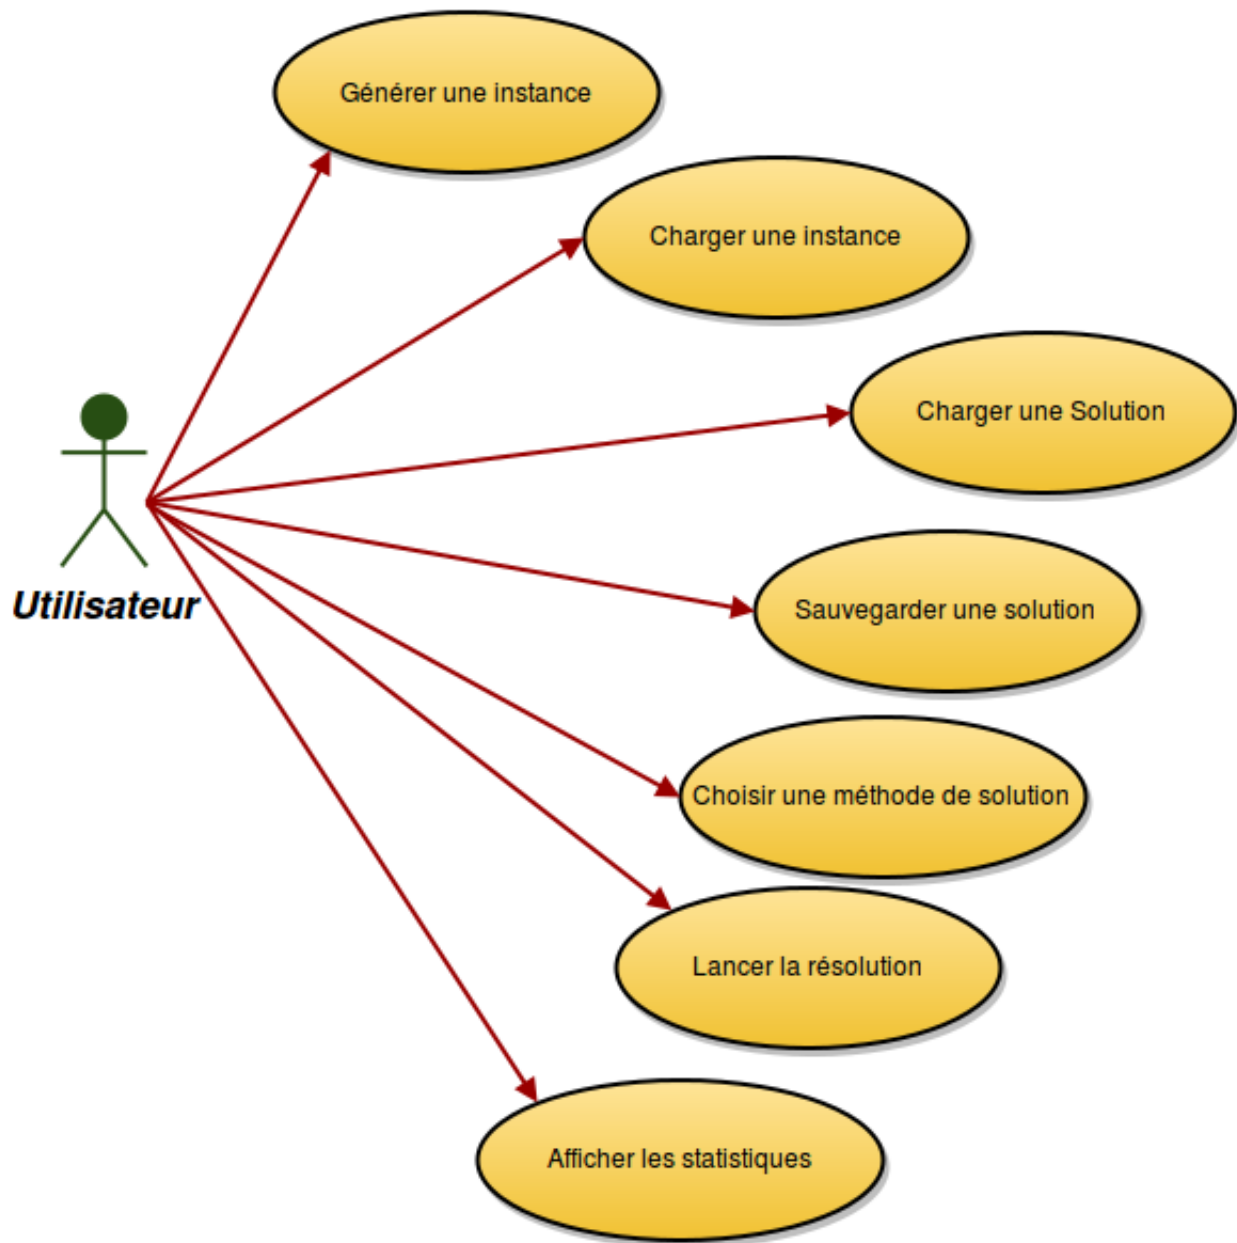 Générer une instance
Charger une instance
Charger une Solution
Utilisateur
Sauvegarder une solution
Choisir une méthode de solution
Lancer la résolution
Afficher les statistiques